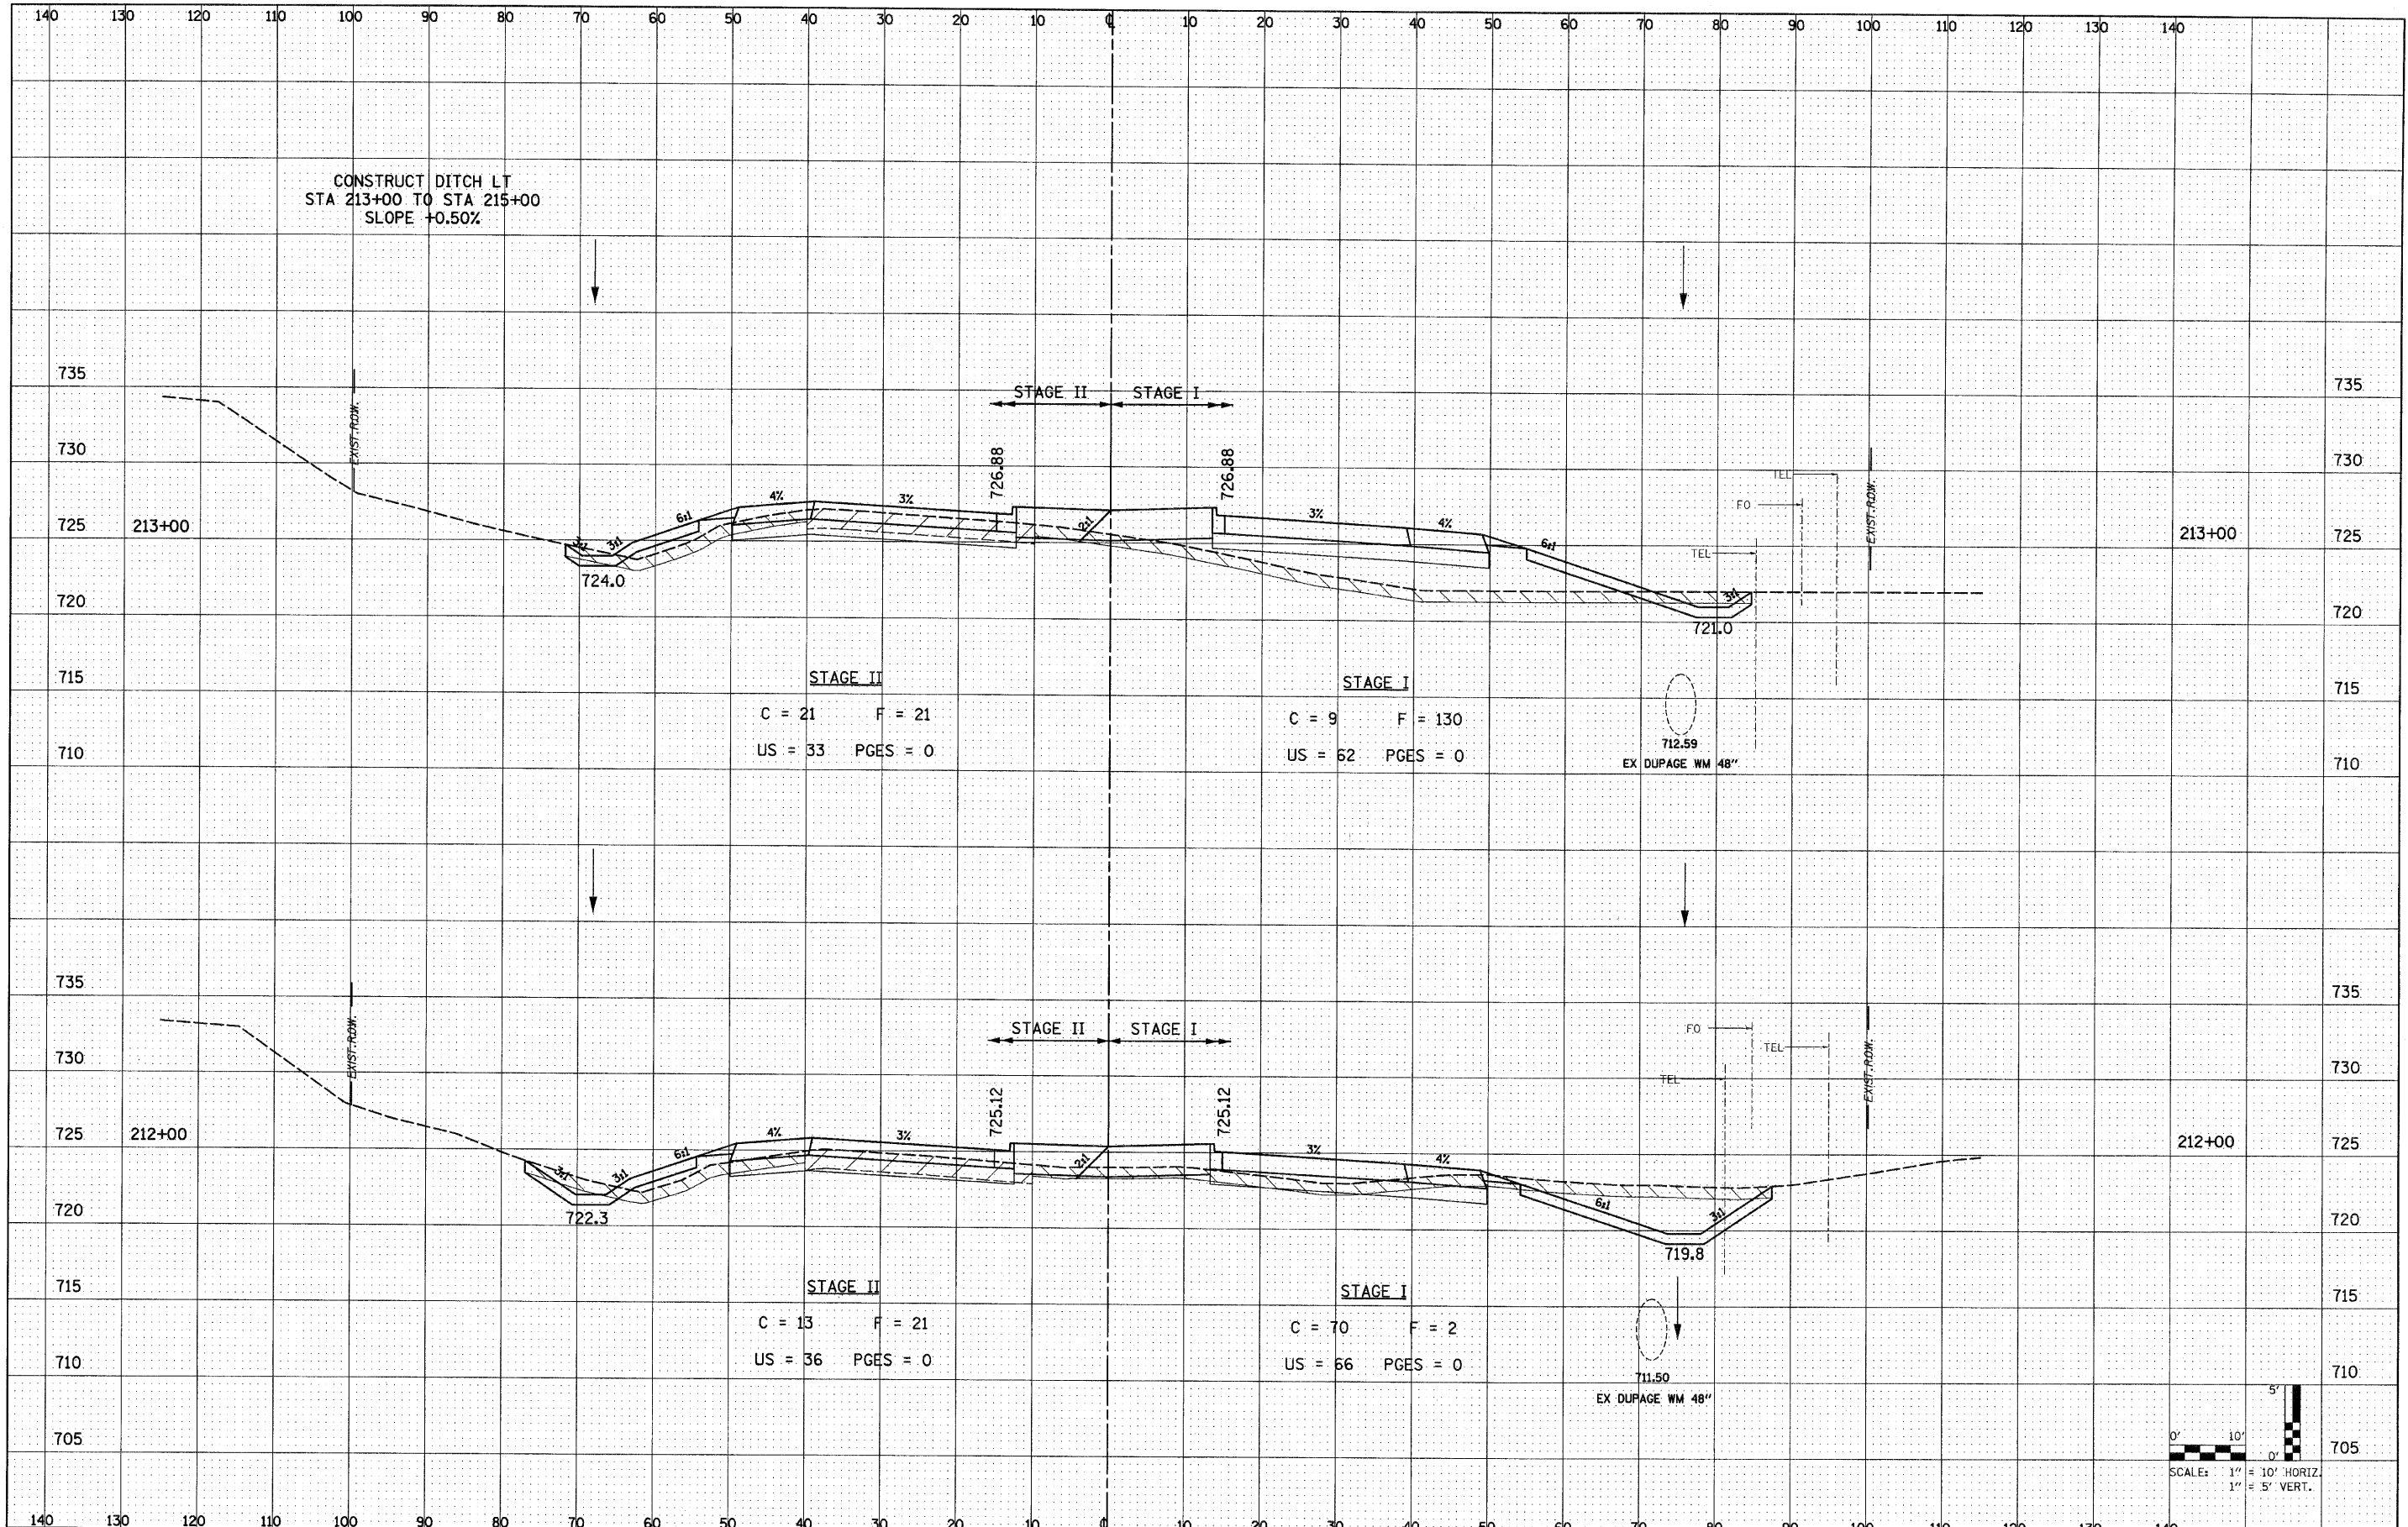 140 130 120 110 100 90 80 70 60 50 40 30 20 10 ℄ 10 20 30 40 50 60 70 80 90 100 110 120 130 140
CONSTRUCT DITCH LT
STA 213+00 TO STA 215+00
SLOPE +0.50%
735 735
STAGE II STAGE I
EXIST. R.O.W.
730 730
726.88 726.88
TEL
EXIST. R.O.W.
4% 3%
FO
6:1 3% 4%
725 213+00 213+00 725
2:1
3:1 3:1 6:1
TEL
724.0
3:1
720 720
721.0
STAGE II STAGE I
715 715
C = 21 F = 21 C = 9 F = 130
US = 33 PGES = 0 US = 62 PGES = 0
712.59
EX DUPAGE WM 48"
710 710
735 735
STAGE II STAGE I
FO
EXIST. R.O.W. EXIST. R.O.W.
TEL
730 730
TEL
725.12 725.12
4% 3%
725 212+00 212+00 725
6:1 3% 4%
2:1
3:1 3:1
6:1 3:1
720 720
722.3
719.8
STAGE II STAGE I
715 715
C = 13 F = 21 C = 70 F = 2
US = 36 PGES = 0 US = 66 PGES = 0
710 710
711.50
EX DUPAGE WM 48"
5'
0' 10'
705 705
0'
SCALE: 1" = 10' HORIZ.
1" = 5' VERT.
140 130 120 110 100 90 80 70 60 50 40 30 20 10 ℄ 10 20 30 40 50 60 70 80 90 100 110 120 130 140